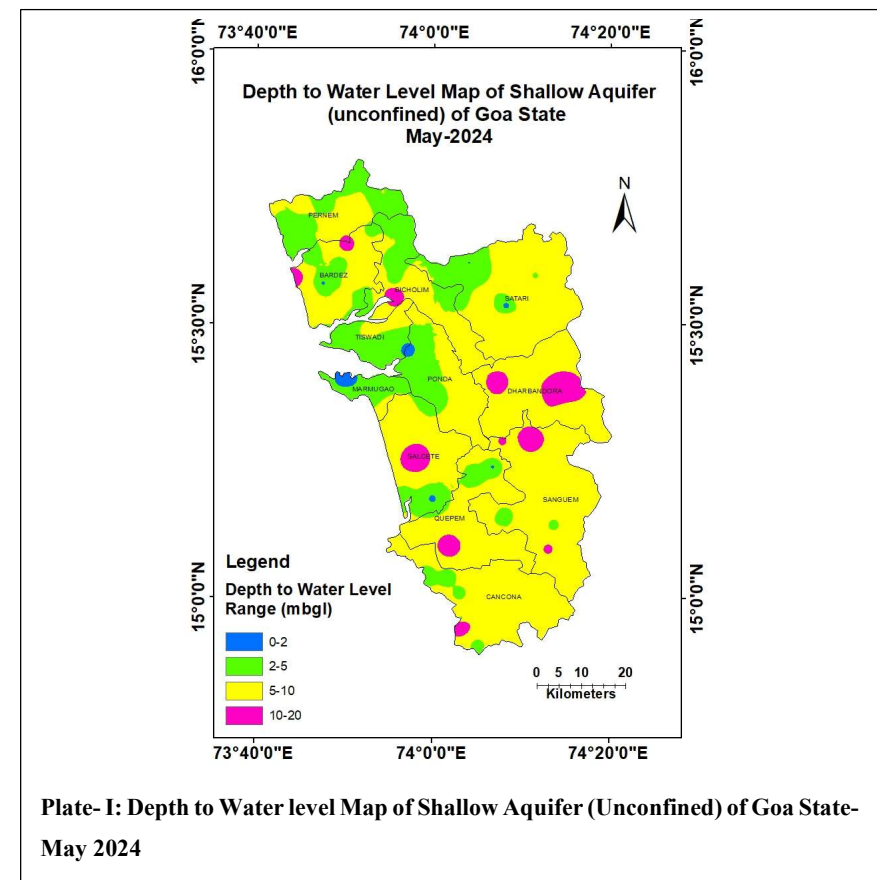 73°40'0"E 74°0'0"E 74°20'0"E
16°0'0"N 16°0'0"N
Depth to Water Level Map of Shallow Aquifer
(unconfined) of Goa State
May-2024
N
PERNEM
BARDEZ
BICHOLIM
SATARI
15°30'0"N 15°30'0"N
TISWADI
PONDA
MARMUGAO
DHARBANDORA
SALCETE
SANGUEM
QUEPEM
Legend
Depth to Water Level
Range (mbgl)
0-2
2-5
5-10
10-20
15°0'0"N 15°0'0"N
CANCONA
0 5 10 20
Kilometers
73°40'0"E 74°0'0"E 74°20'0"E
Plate- I: Depth to Water level Map of Shallow Aquifer (Unconfined) of Goa State-
May 2024